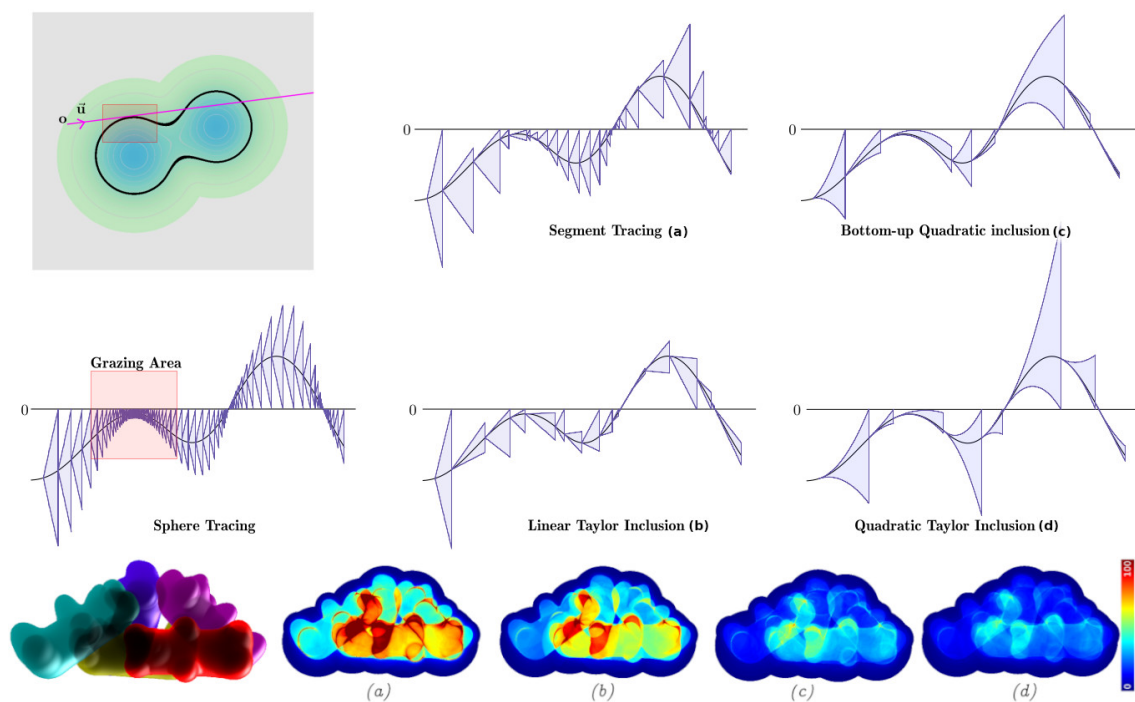 o
u⃗
0
Segment Tracing (a)
0
Bottom-up Quadratic inclusion (c)
Grazing Area
0
Sphere Tracing
0
Linear Taylor Inclusion (b)
0
Quadratic Taylor Inclusion (d)
100
0
(a)
(b)
(c)
(d)